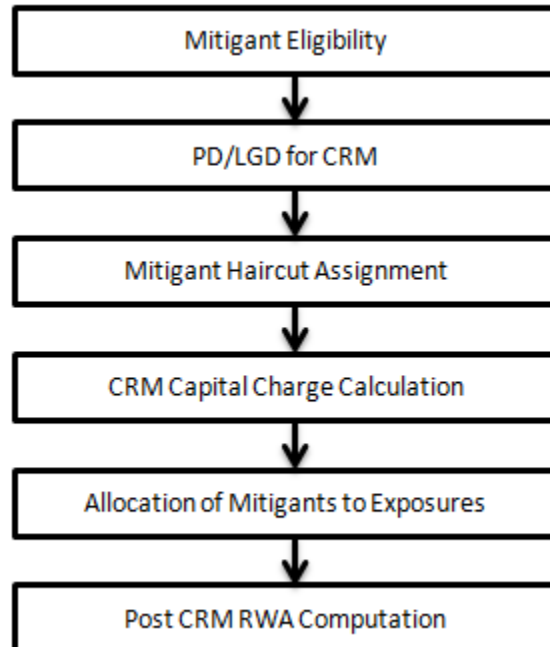 Mitigant Eligibility
PD/LGD for CRM
Mitigant Haircut Assignment
CRM Capital Charge Calculation
Allocation of Mitigants to Exposures
Post CRM RWA Computation